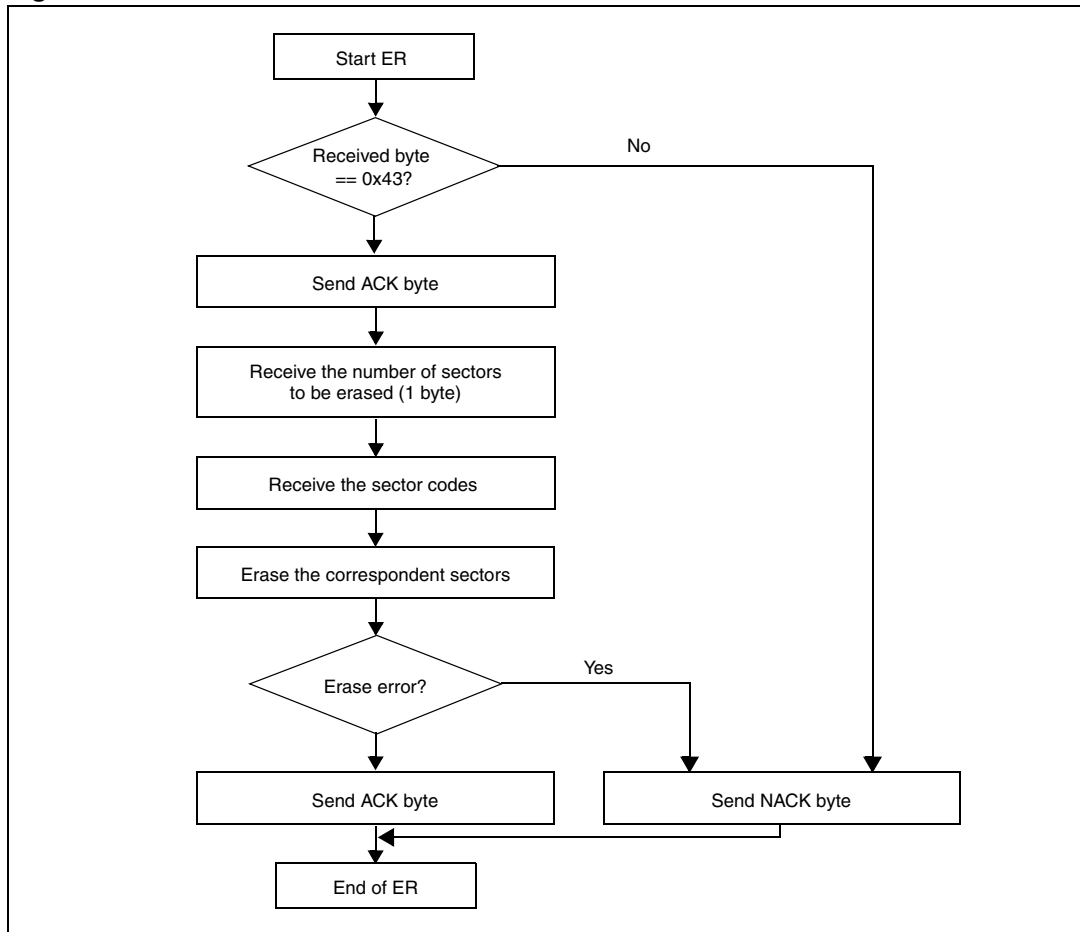 Start ER
Received byte
== 0x43?
No
Send ACK byte
Receive the number of sectors
to be erased (1 byte)
Receive the sector codes
Erase the correspondent sectors
Erase error?
Yes
Send ACK byte
Send NACK byte
End of ER